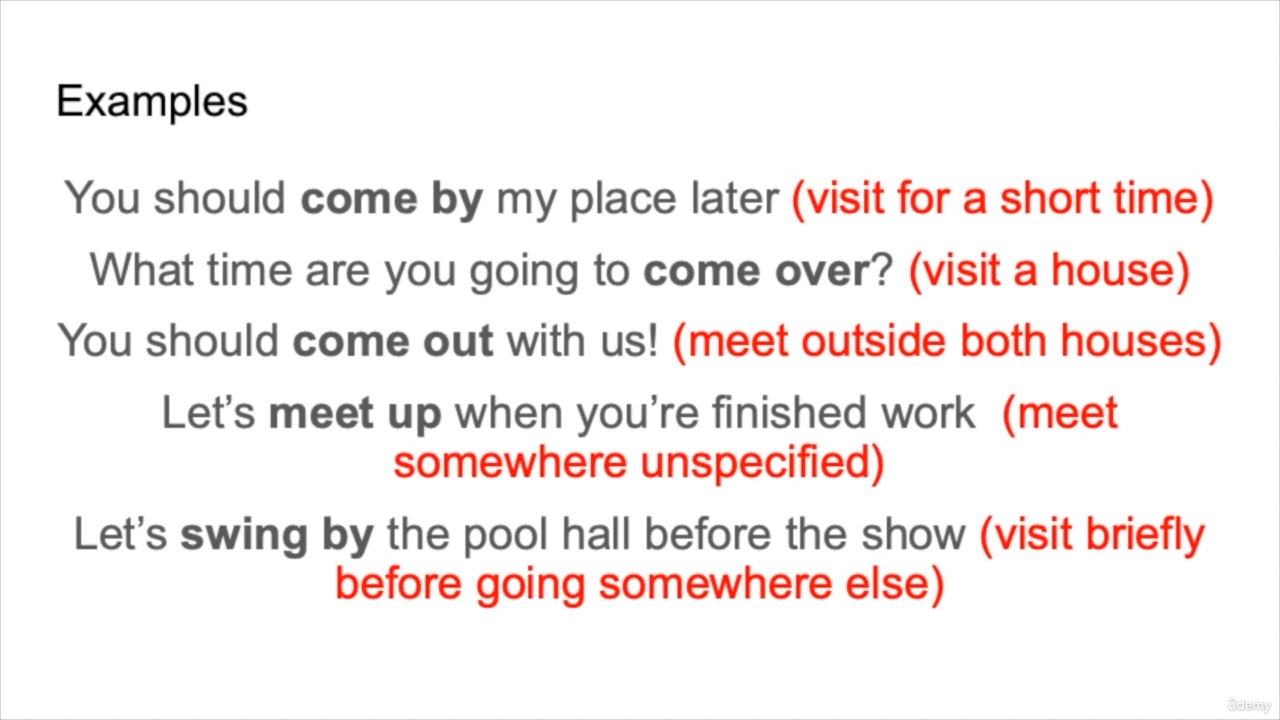 Examples
You should come by my place later (visit for a short time)
What time are you going to come over? (visit a house)
You should come out with us! (meet outside both houses)
Let’s meet up when you’re finished work  (meet
somewhere unspecified)
Let’s swing by the pool hall before the show (visit briefly
before going somewhere else)
ûdemy